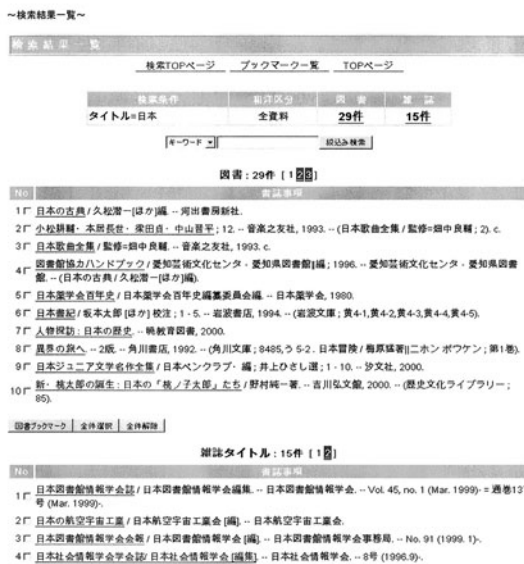 ～検索結果一覧～
検索結果一覧
検索TOPページ ブックマーク一覧 TOPページ
検索条件 和洋区分 図書 雑誌
タイトル=日本 全資料 29件 15件
キーワード 絞込み検索
図書：29件 [ 1 2 3 ]
No 書誌事項
1 日本の古典 / 久松潜一[ほか]編. -- 河出書房新社.
2 小松耕輔・本居長世・梁田貞・中山晋平 ; 12. -- 音楽之友社, 1993. -- (日本歌曲全集 / 監修=畑中良輔 ; 2). c.
3 日本歌曲全集 / 監修=畑中良輔. -- 音楽之友社, 1993. c.
4 図書館協力ハンドブック / 愛知芸術文化センタ - 愛知県図書館||編 ; 1996. -- 愛知芸術文化センタ - 愛知県図書
館. -- (日本の古典 / 久松潜一[ほか]編).
5 日本薬学会百年史 / 日本薬学会百年史編纂委員会編. -- 日本薬学会, 1980.
6 日本書紀 / 坂本太郎 [ほか] 校注 ; 1 - 5. -- 岩波書店, 1994. -- (岩波文庫 ; 黄4-1,黄4-2,黄4-3,黄4-4,黄4-5).
7 人物探訪 : 日本の歴史. -- 暁教育図書, 2000.
8 異界の旅へ. -- 2版. -- 角川書店, 1992. -- (角川文庫 ; 8485,う 5-2 . 日本冒険 / 梅原猛著||ニホン ボウケン ; 第1巻).
9 日本ジュニア文学名作全集 / 日本ペンクラブ・編 ; 井上ひさし選 ; 1 - 10. -- 汐文社, 2000.
10 新・桃太郎の誕生 : 日本の「桃ノ子太郎」たち / 野村純一著. -- 吉川弘文館, 2000. -- (歴史文化ライブラリー ;
85).
図書ブックマーク 全件選択 全件解除
雑誌タイトル：15件 [ 1 2 ]
No 書誌事項
1 日本図書館情報学会誌 / 日本図書館情報学会編集. -- 日本図書館情報学会. -- Vol. 45, no. 1 (Mar. 1999)- = 通巻137
号 (Mar. 1999)-.
2 日本の航空宇宙工業 / 日本航空宇宙工業会 [編]. -- 日本航空宇宙工業会.
3 日本図書館情報学会会報 / 日本図書館情報学会 [編]. -- 日本図書館情報学会事務局. -- No. 91 (1999. 1)-.
4 日本社会情報学会学会誌/ 日本社会情報学会 [編集]. -- 日本社会情報学会. -- 8号 (1996.9)-.